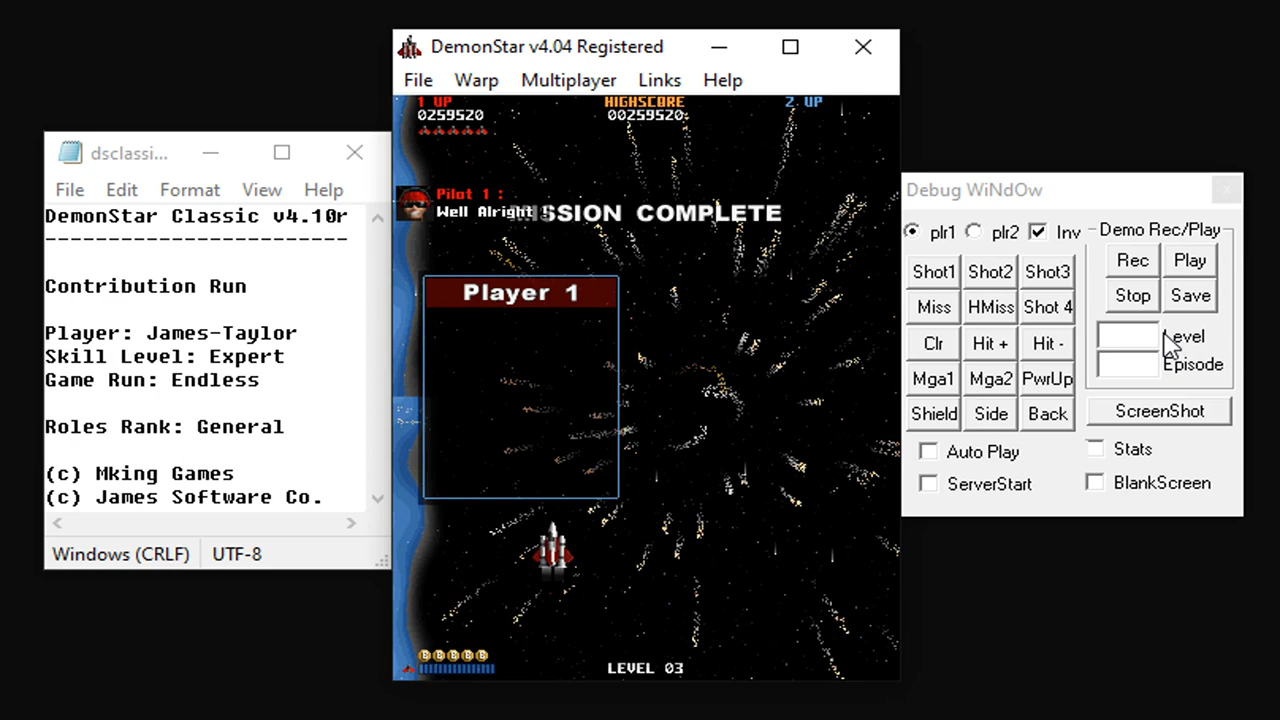 dsclassi...
File Edit Format View Help
DemonStar Classic v4.10r
------------------------
Contribution Run
Player: James-Taylor
Skill Level: Expert
Game Run: Endless
Roles Rank: General
(c) Mking Games
(c) James Software Co.
Windows (CRLF) UTF-8
DemonStar v4.04 Registered
File Warp Multiplayer Links Help
1 UP HIGHSCORE 2 UP
0259520 00259520
Pilot 1 :
Well Alright
MISSION COMPLETE
Player 1
LEVEL 03
Debug WiNdOw
plr1 plr2 Inv Demo Rec/Play
Shot1 Shot2 Shot3 Rec Play
Miss HMiss Shot 4 Stop Save
Clr Hit + Hit - Level
Mga1 Mga2 PwrUp Episode
Shield Side Back ScreenShot
Auto Play Stats
ServerStart BlankScreen